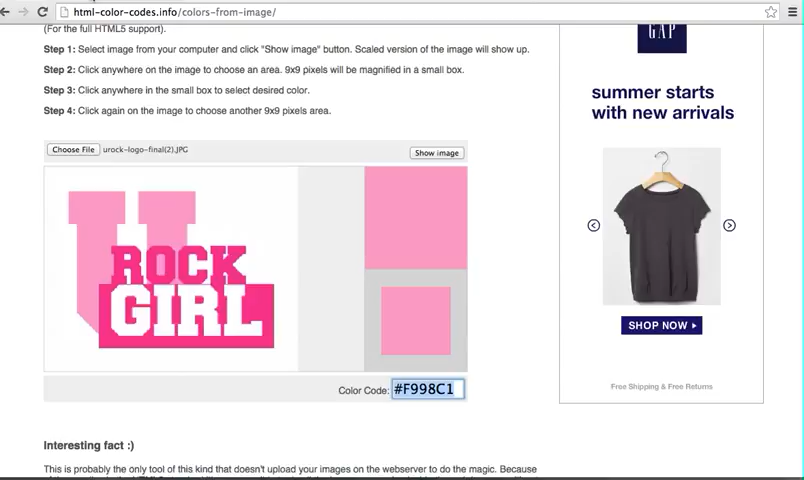 html-color-codes.info/colors-from-image/
(For the full HTML5 support).
Step 1: Select image from your computer and click "Show image" button. Scaled version of the image will show up.
Step 2: Click anywhere on the image to choose an area. 9x9 pixels will be magnified in a small box.
Step 3: Click anywhere in the small box to select desired color.
Step 4: Click again on the image to choose another 9x9 pixels area.
Choose File urock-logo-final(2).JPG
Show image
U
ROCK
GIRL
Color Code: #F998C1
Interesting fact :)
This is probably the only tool of this kind that doesn't upload your images on the webserver to do the magic. Because
GAP
summer starts
with new arrivals
SHOP NOW
Free Shipping & Free Returns